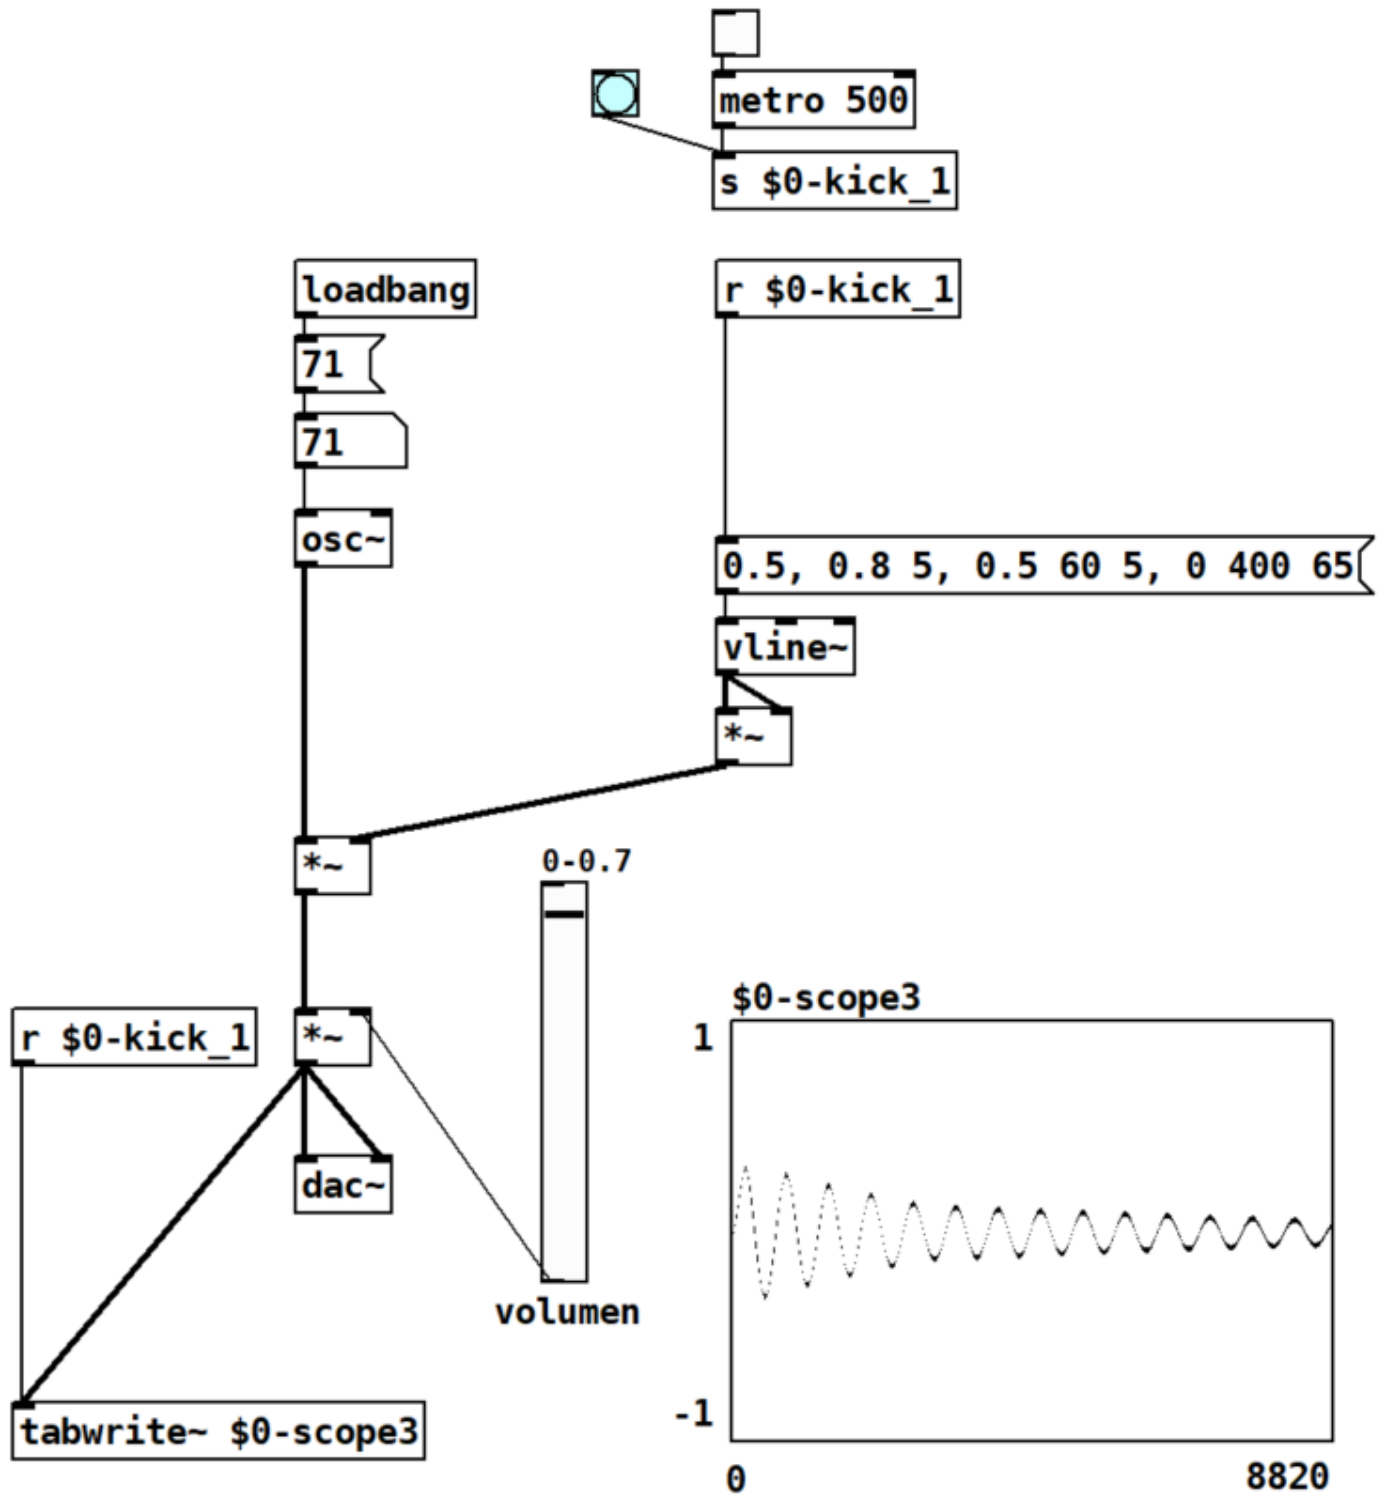 metro 500
s $0-kick_1
loadbang
r $0-kick_1
71
71
osc~
0.5, 0.8 5, 0.5 60 5, 0 400 65
vline~
*~
*~
0-0.7
r $0-kick_1
*~
$0-scope3
1
dac~
volumen
-1
tabwrite~ $0-scope3
0
8820